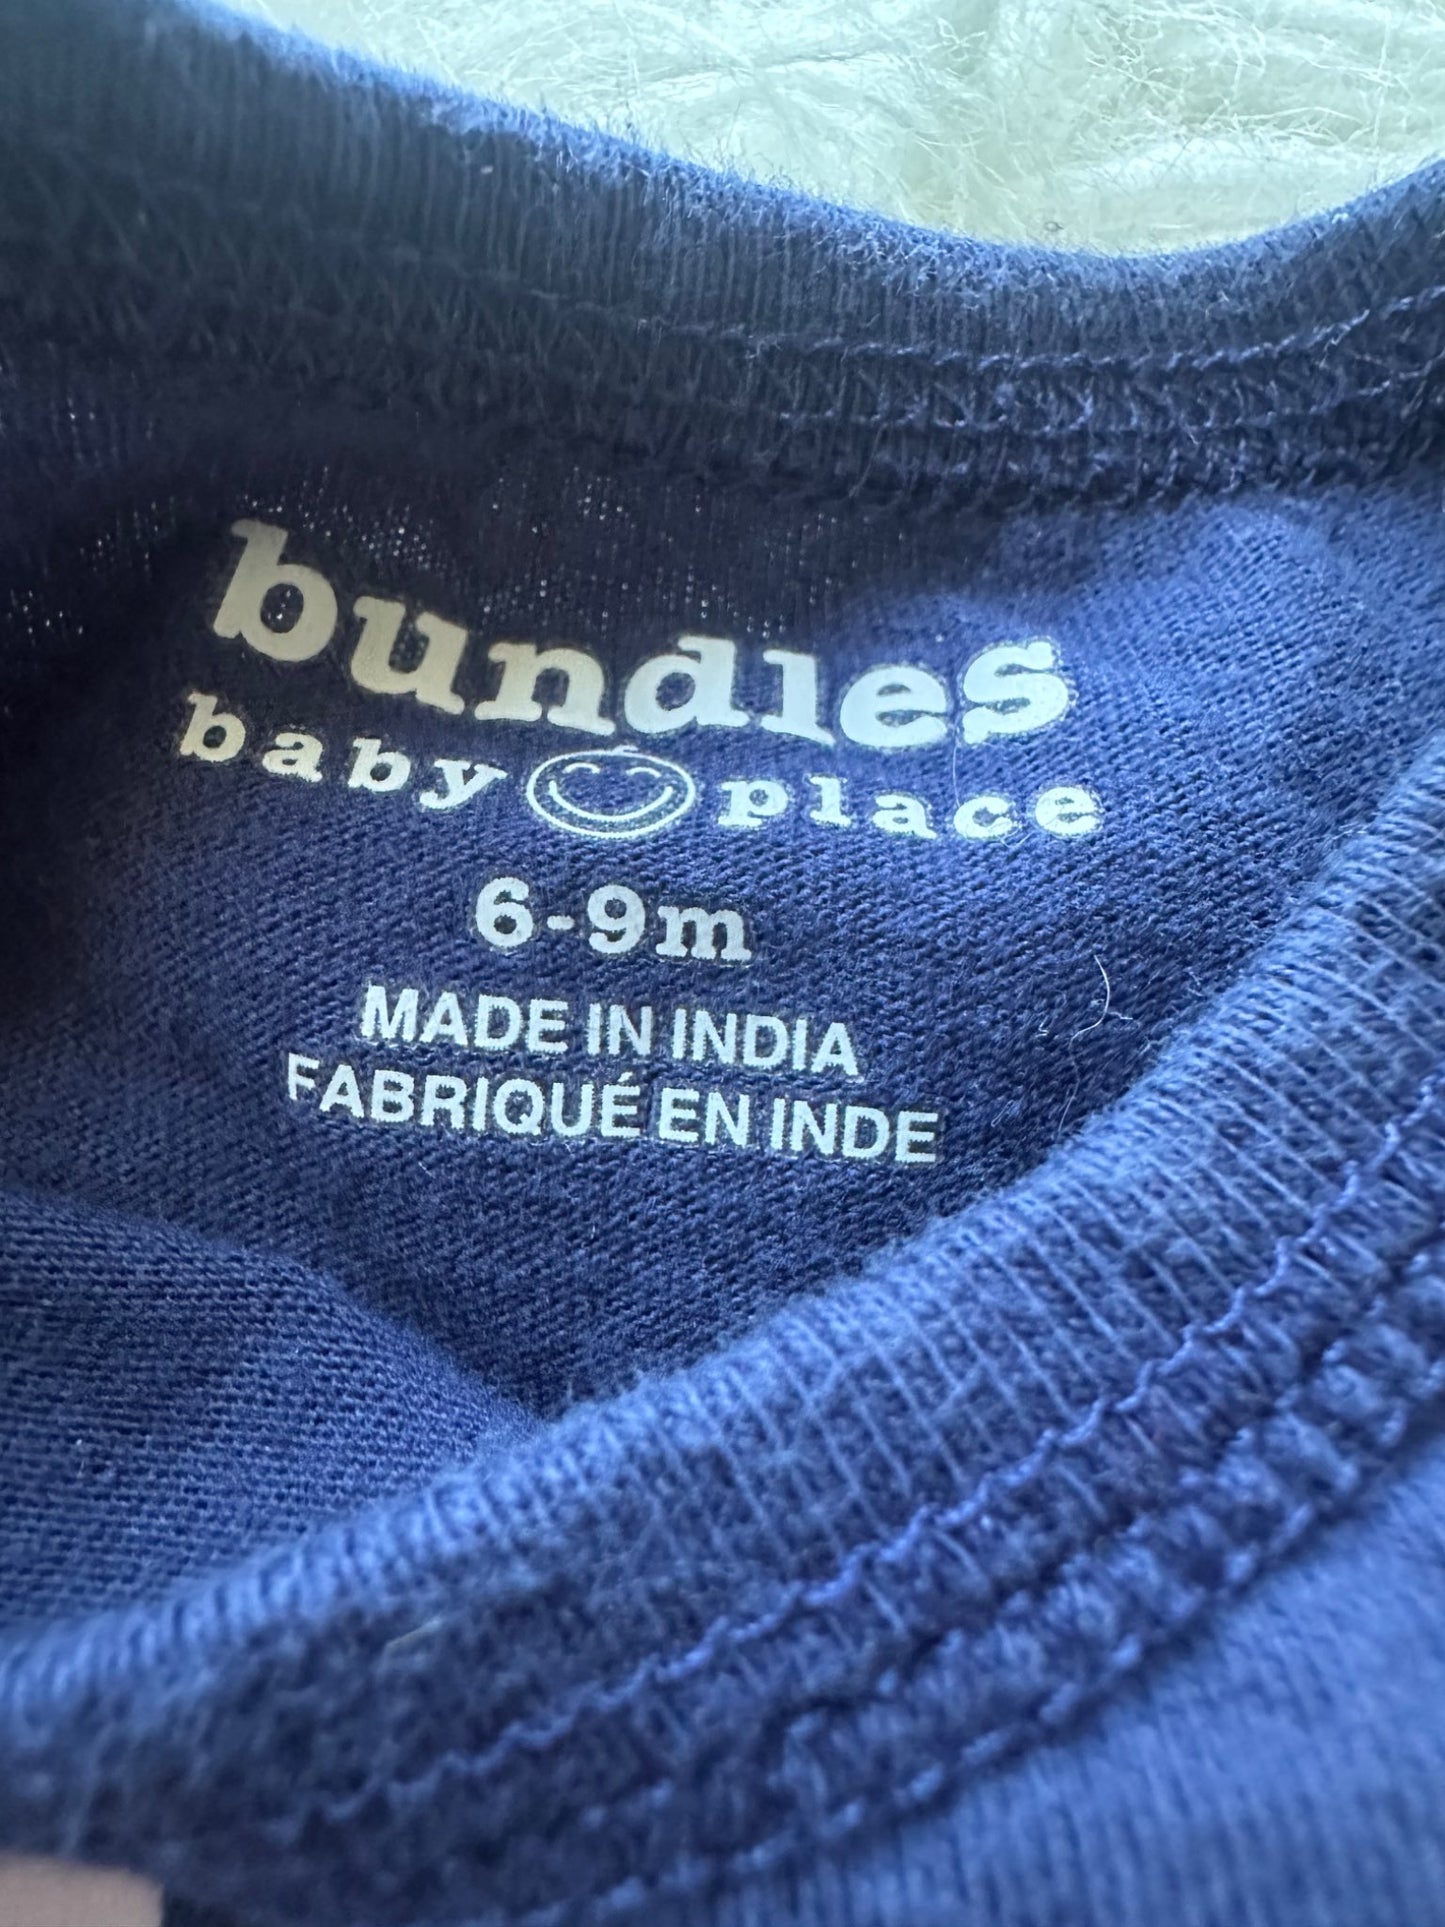 bundles
baby place
6-9m
MADE IN INDIA
FABRIQUÉ EN INDE